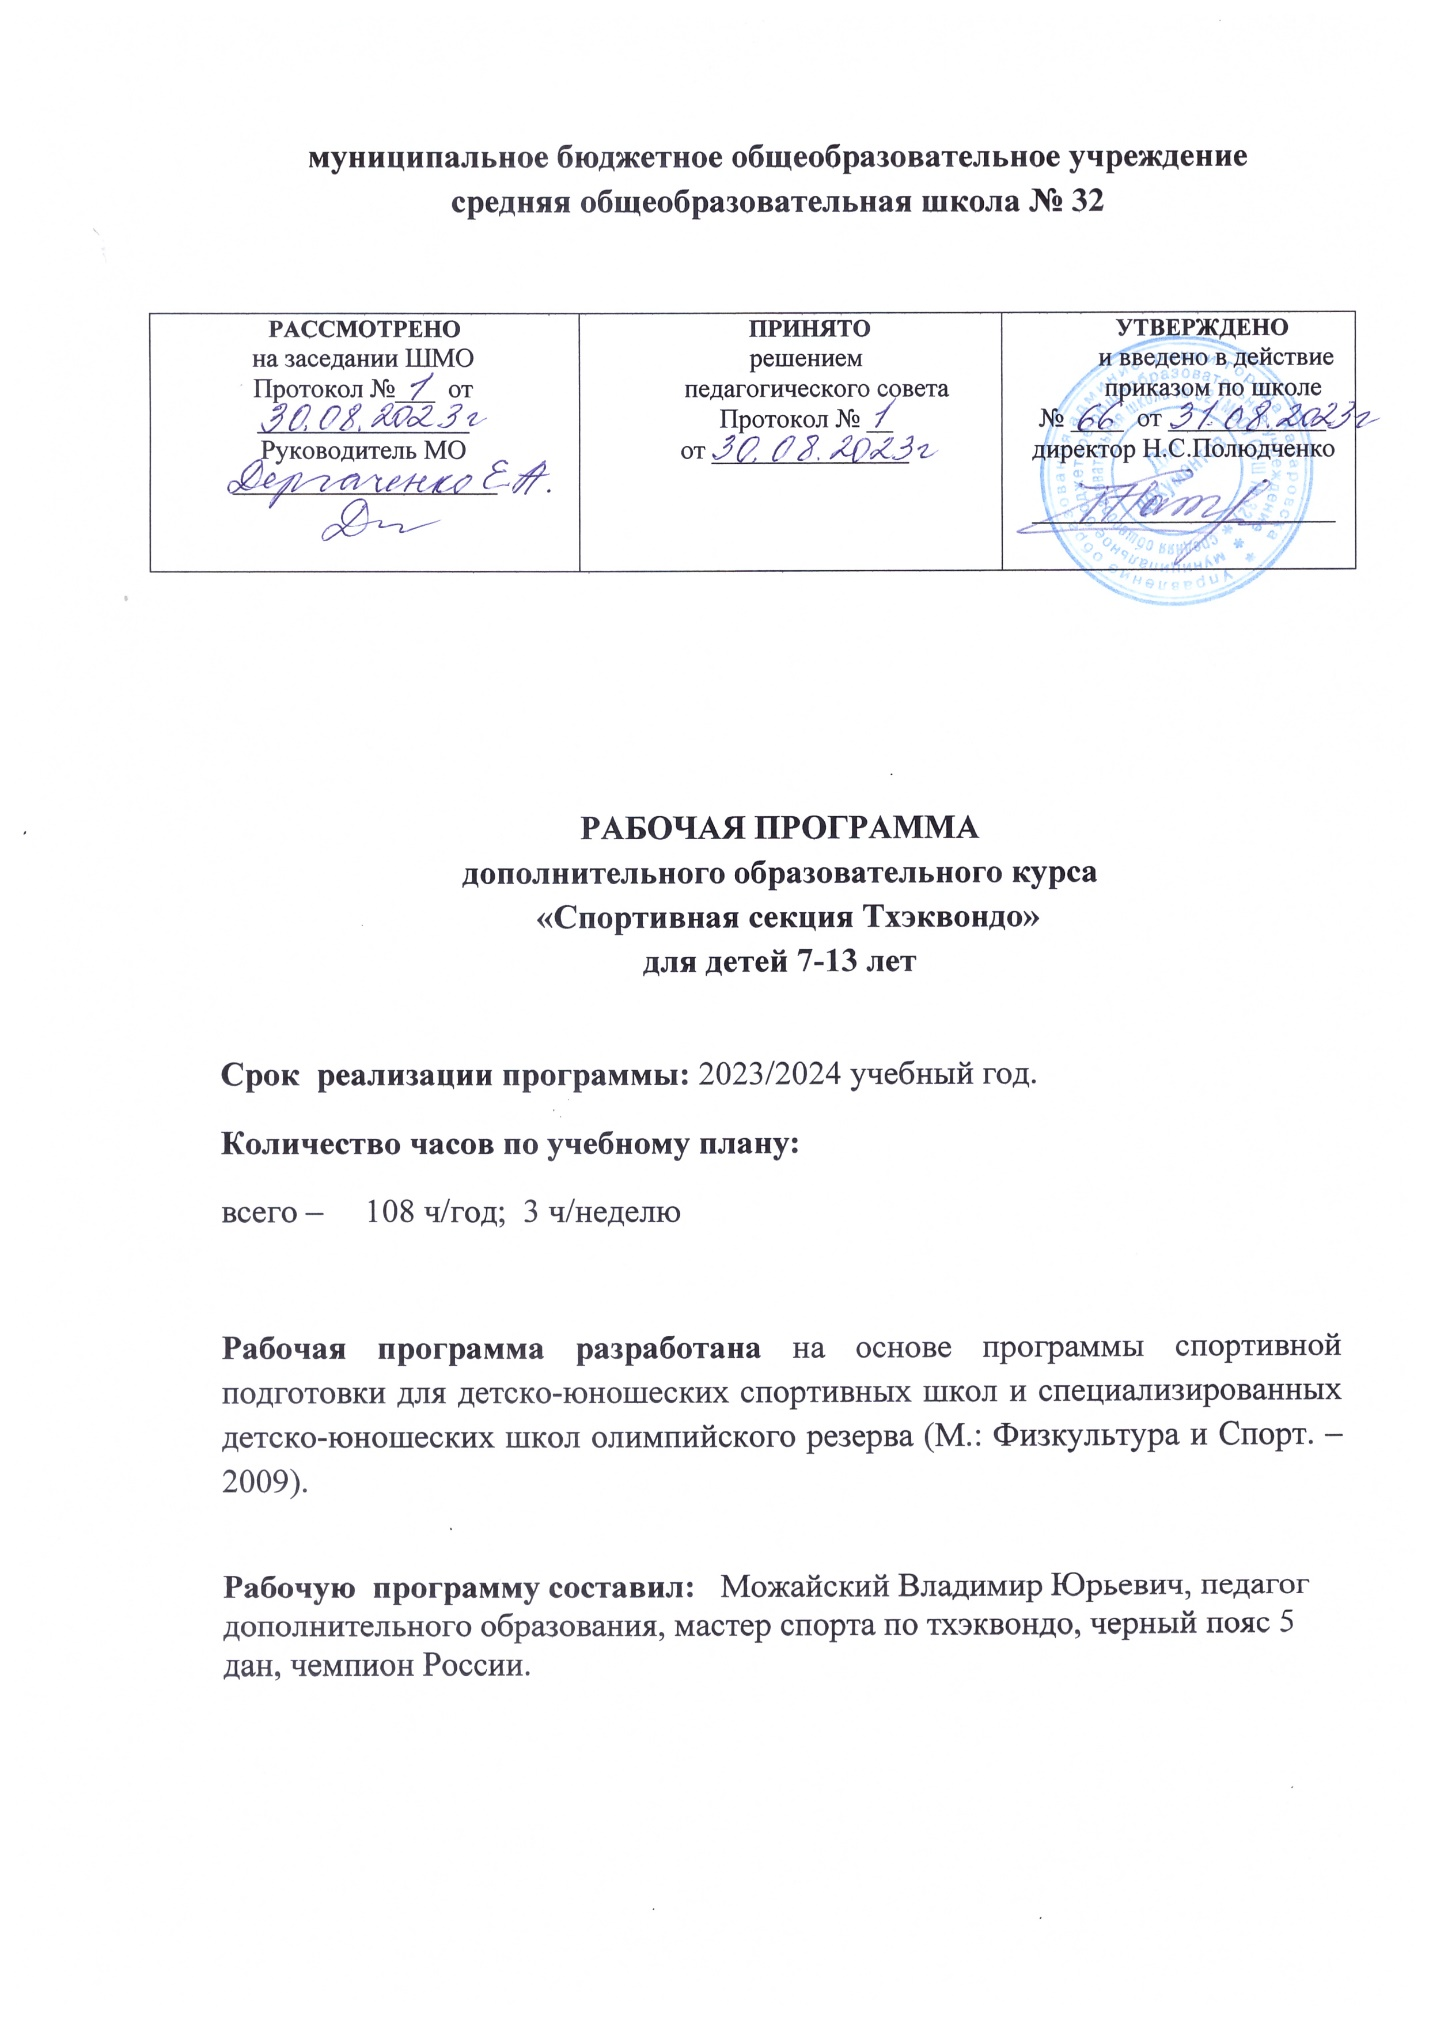 муниципальное бюджетное общеобразовательное учреждение
средняя общеобразовательная школа № 32
РАССМОТРЕНО
на заседании ШМО
Протокол № 1 от
30.08.2023г
Руководитель МО
Дергаченко Е.А.
ПРИНЯТО
решением
педагогического совета
Протокол № 1
от 30.08.2023г
УТВЕРЖДЕНО
и введено в действие
приказом по школе
№ 66 от 31.08.2023г
директор Н.С.Полюдченко
РАБОЧАЯ ПРОГРАММА
дополнительного образовательного курса
«Спортивная секция Тхэквондо»
для детей 7-13 лет
Срок реализации программы: 2023/2024 учебный год.
Количество часов по учебному плану:
всего – 108 ч/год; 3 ч/неделю
Рабочая программа разработана на основе программы спортивной
подготовки для детско-юношеских спортивных школ и специализированных
детско-юношеских школ олимпийского резерва (М.: Физкультура и Спорт. –
2009).
Рабочую программу составил: Можайский Владимир Юрьевич, педагог
дополнительного образования, мастер спорта по тхэквондо, черный пояс 5
дан, чемпион России.